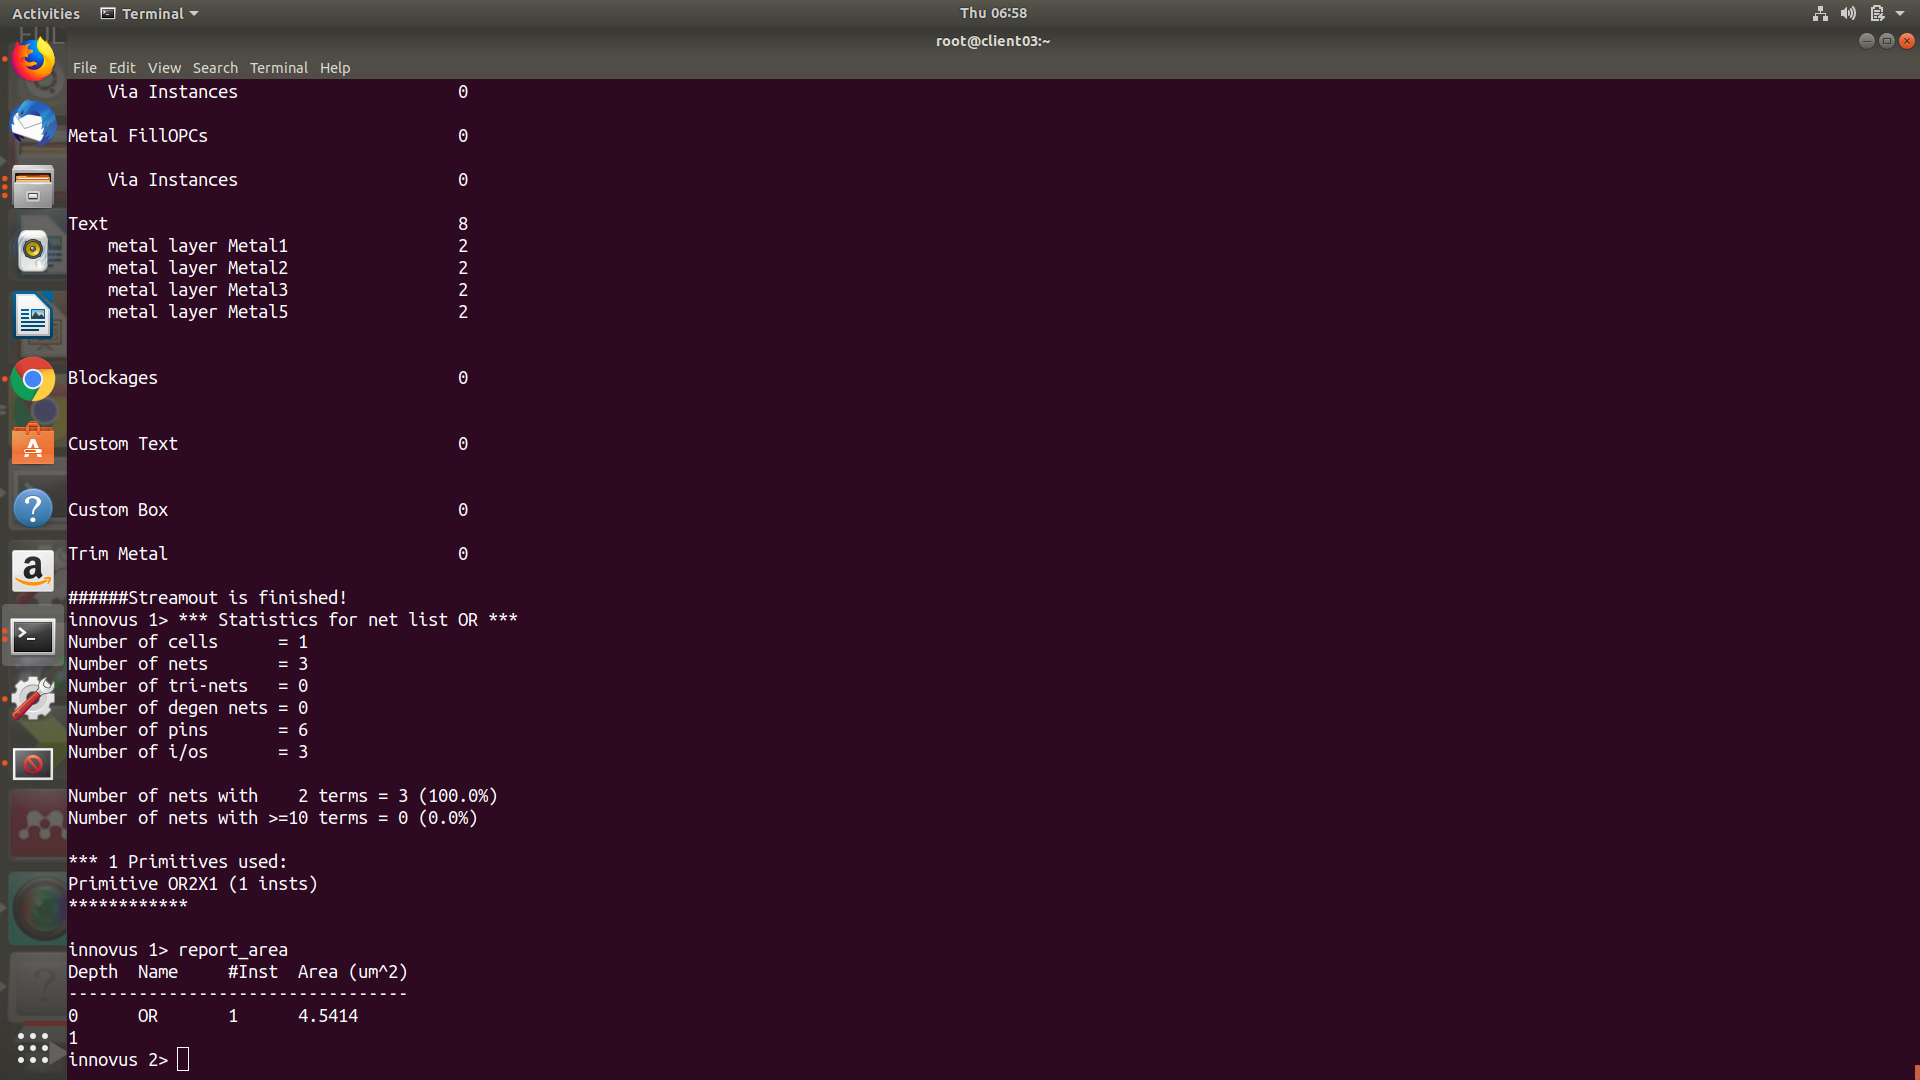 Activities Terminal Thu 06:58
root@client03:~
File Edit View Search Terminal Help
    Via Instances                      0
Metal FillOPCs                         0
    Via Instances                      0
Text                                   8
    metal layer Metal1                 2
    metal layer Metal2                 2
    metal layer Metal3                 2
    metal layer Metal5                 2
Blockages                              0
Custom Text                            0
Custom Box                             0
Trim Metal                             0
######Streamout is finished!
innovus 1> *** Statistics for net list OR ***
Number of cells      = 1
Number of nets       = 3
Number of tri-nets   = 0
Number of degen nets = 0
Number of pins       = 6
Number of i/os       = 3
Number of nets with    2 terms = 3 (100.0%)
Number of nets with >=10 terms = 0 (0.0%)
*** 1 Primitives used:
Primitive OR2X1 (1 insts)
************
innovus 1> report_area
Depth  Name     #Inst  Area (um^2)
----------------------------------
0      OR       1      4.5414
1
innovus 2>